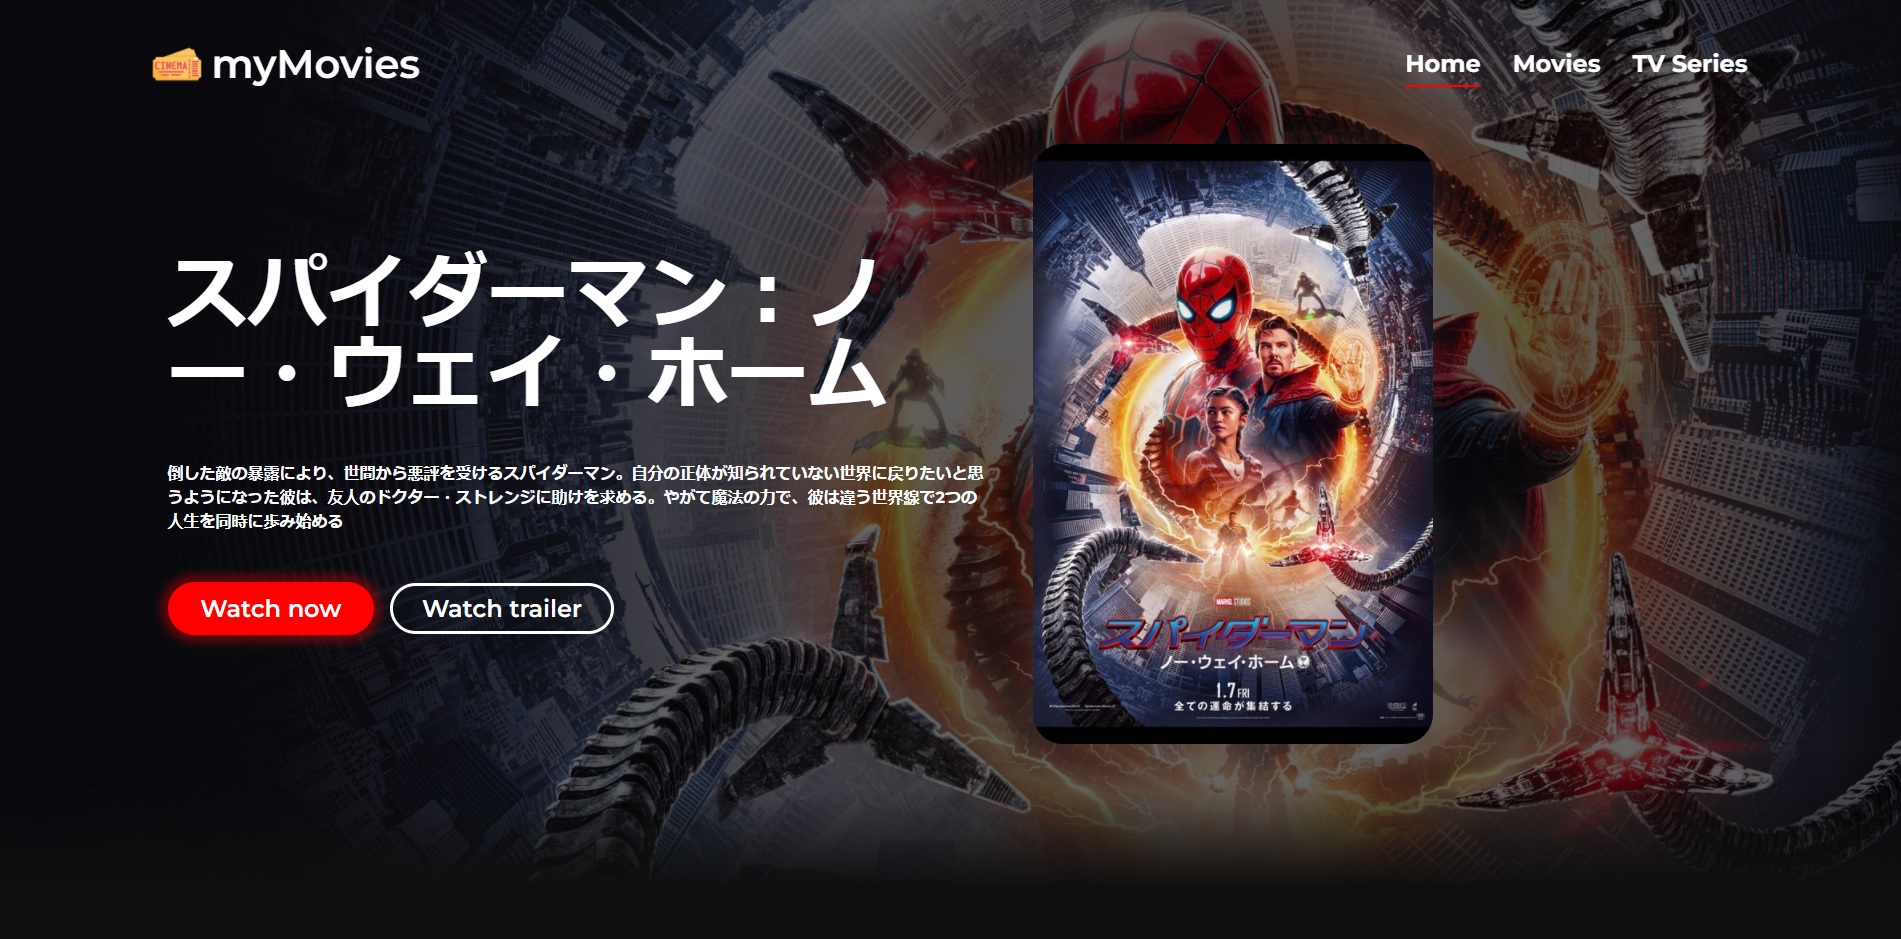 CINEMA
myMovies
Home
Movies
TV Series
スパイダーマン：ノ
ー・ウェイ・ホーム
倒した敵の暴露により、世間から悪評を受けるスパイダーマン。自分の正体が知られていない世界に戻りたいと思
うようになった彼は、友人のドクター・ストレンジに助けを求める。やがて魔法の力で、彼は違う世界線で2つの
人生を同時に歩み始める
Watch now
Watch trailer
MARVEL STUDIOS
スパイダーマン
ノー・ウェイ・ホーム
1.7 FRI
全ての運命が集結する